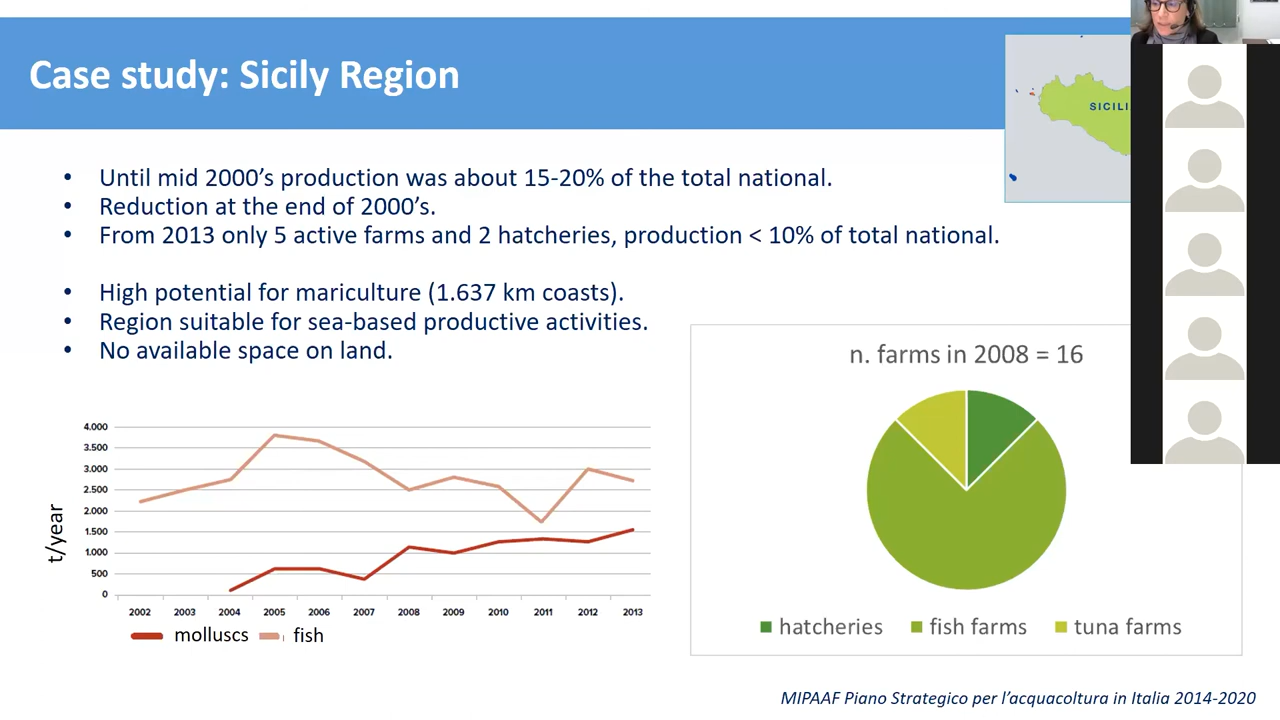 Case study: Sicily Region
SICILI
• Until mid 2000's production was about 15-20% of the total national.
• Reduction at the end of 2000's.
• From 2013 only 5 active farms and 2 hatcheries, production < 10% of total national.
• High potential for mariculture (1.637 km coasts).
• Region suitable for sea-based productive activities.
• No available space on land.
t/year
4.000
3.500
3.000
2.500
2.000
1.500
1.000
500
0
2002 2003 2004 2005 2006 2007 2008 2009 2010 2011 2012 2013
molluscs fish
n. farms in 2008 = 16
hatcheries fish farms tuna farms
MIPAAF Piano Strategico per l'acquacoltura in Italia 2014-2020